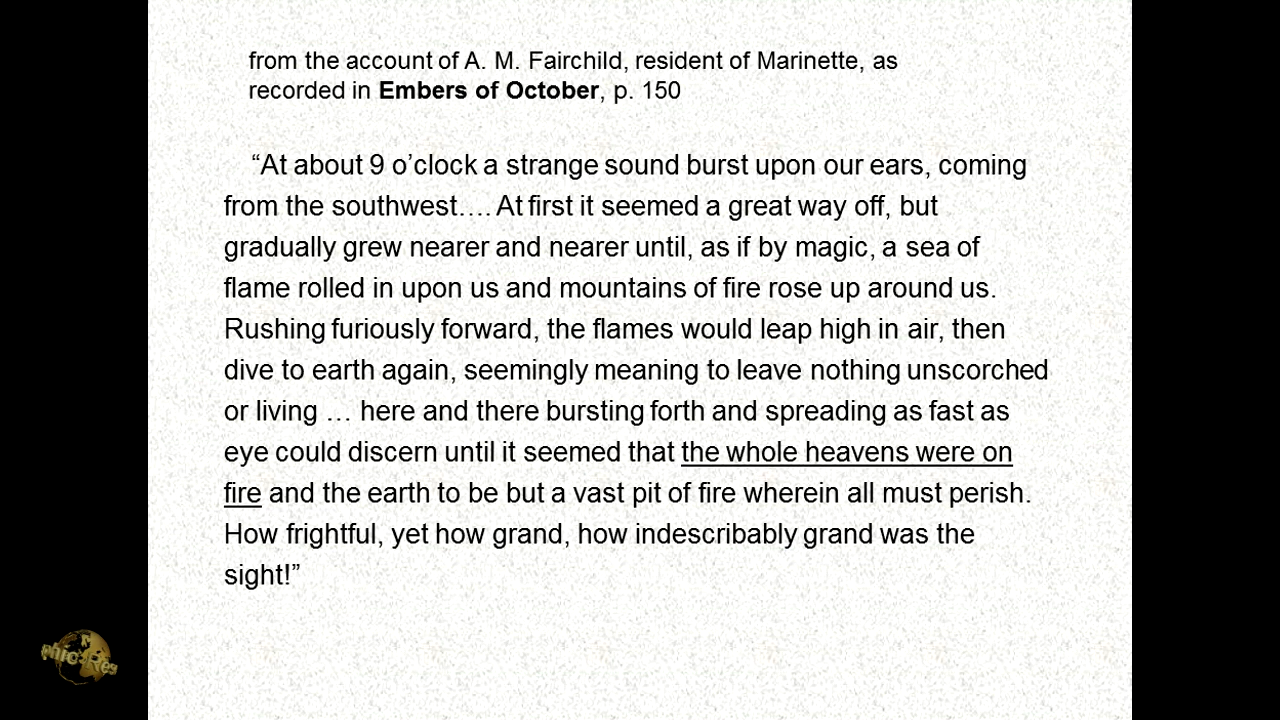 from the account of A. M. Fairchild, resident of Marinette, as
recorded in Embers of October, p. 150
“At about 9 o’clock a strange sound burst upon our ears, coming
from the southwest…. At first it seemed a great way off, but
gradually grew nearer and nearer until, as if by magic, a sea of
flame rolled in upon us and mountains of fire rose up around us.
Rushing furiously forward, the flames would leap high in air, then
dive to earth again, seemingly meaning to leave nothing unscorched
or living … here and there bursting forth and spreading as fast as
eye could discern until it seemed that the whole heavens were on
fire and the earth to be but a vast pit of fire wherein all must perish.
How frightful, yet how grand, how indescribably grand was the
sight!”